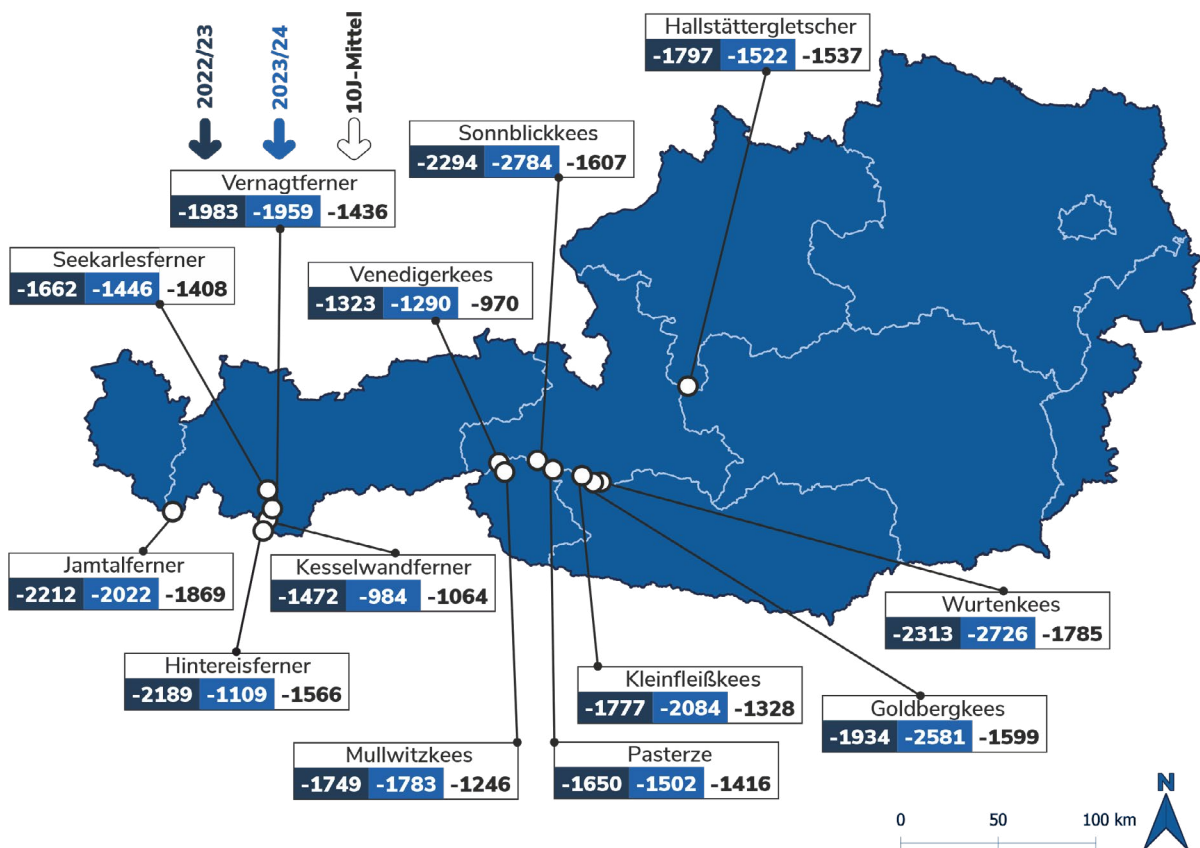 2022/23
2023/24
10J-Mittel
Hallstättergletscher
-1797 -1522 -1537
Sonnblickkees
-2294 -2784 -1607
Vernagtferner
-1983 -1959 -1436
Seekarlesferner
-1662 -1446 -1408
Venedigerkees
-1323 -1290 -970
Jamtalferner
-2212 -2022 -1869
Kesselwandferner
-1472 -984 -1064
Wurtenkees
-2313 -2726 -1785
Hintereisferner
-2189 -1109 -1566
Kleinfleißkees
-1777 -2084 -1328
Goldbergkees
-1934 -2581 -1599
Mullwitzkees
-1749 -1783 -1246
Pasterze
-1650 -1502 -1416
N
0 50 100 km